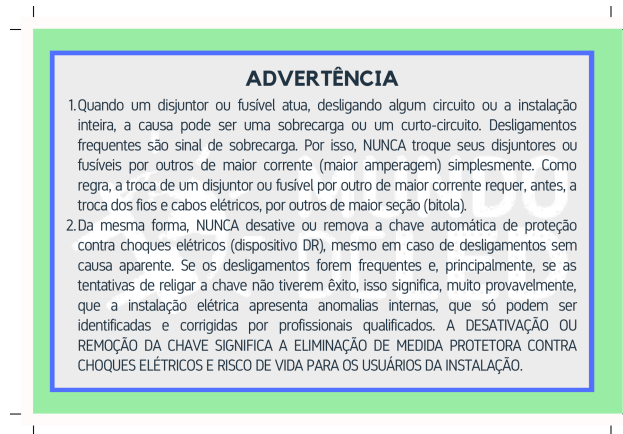 ADVERTÊNCIA
1. Quando um disjuntor ou fusível atua, desligando algum circuito ou a instalação
inteira, a causa pode ser uma sobrecarga ou um curto-circuito. Desligamentos
frequentes são sinal de sobrecarga. Por isso, NUNCA troque seus disjuntores ou
fusíveis por outros de maior corrente (maior amperagem) simplesmente. Como
regra, a troca de um disjuntor ou fusível por outro de maior corrente requer, antes, a
troca dos fios e cabos elétricos, por outros de maior seção (bitola).
2. Da mesma forma, NUNCA desative ou remova a chave automática de proteção
contra choques elétricos (dispositivo DR), mesmo em caso de desligamentos sem
causa aparente. Se os desligamentos forem frequentes e, principalmente, se as
tentativas de religar a chave não tiverem êxito, isso significa, muito provavelmente,
que a instalação elétrica apresenta anomalias internas, que só podem ser
identificadas e corrigidas por profissionais qualificados. A DESATIVAÇÃO OU
REMOÇÃO DA CHAVE SIGNIFICA A ELIMINAÇÃO DE MEDIDA PROTETORA CONTRA
CHOQUES ELÉTRICOS E RISCO DE VIDA PARA OS USUÁRIOS DA INSTALAÇÃO.